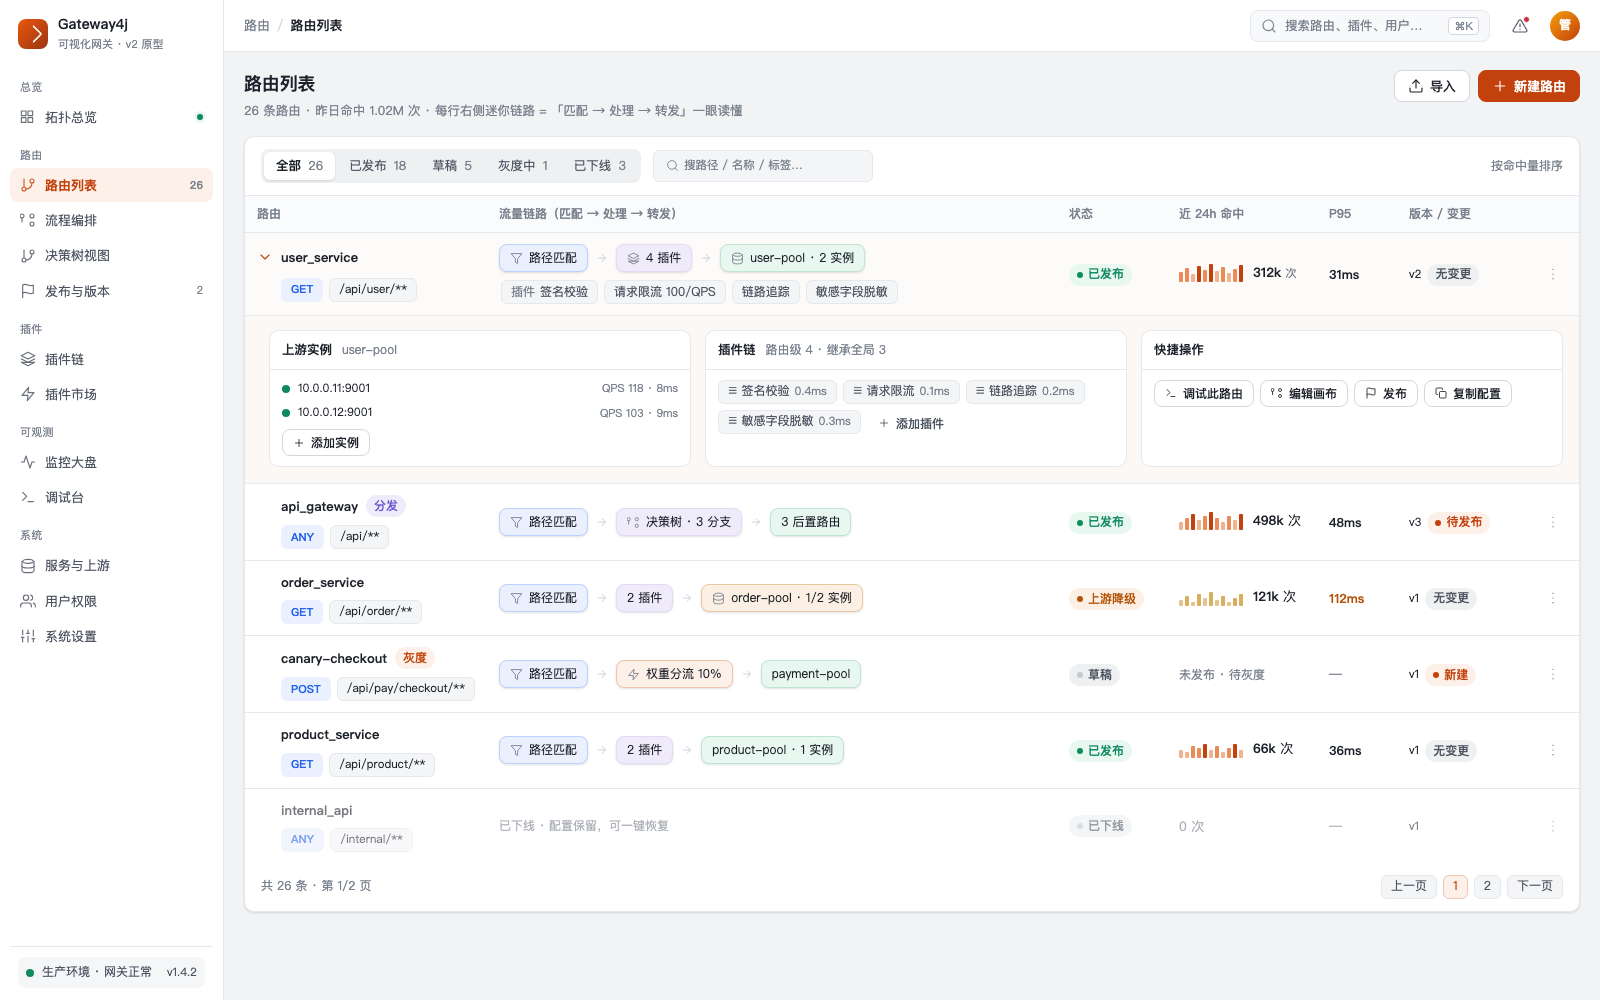 Gateway4j
可视化网关 · v2 原型
总览
拓扑总览
路由
路由列表 26
流程编排
决策树视图
发布与版本 2
插件
插件链
插件市场
可观测
监控大盘
调试台
系统
服务与上游
用户权限
系统设置
生产环境 · 网关正常 v1.4.2
路由 / 路由列表
搜索路由、插件、用户... ⌘K
管
路由列表
26 条路由 · 昨日命中 1.02M 次 · 每行右侧迷你链路 = 「匹配 → 处理 → 转发」一眼读懂
导入
新建路由
全部 26 已发布 18 草稿 5 灰度中 1 已下线 3
搜路径 / 名称 / 标签...
按命中量排序
路由 流量链路（匹配 → 处理 → 转发） 状态 近 24h 命中 P95 版本 / 变更
user_service
GET /api/user/**
路径匹配 → 4 插件 → user-pool · 2 实例
插件 签名校验 请求限流 100/QPS 链路追踪 敏感字段脱敏
已发布 312k 次 31ms v2 无变更
上游实例 user-pool
10.0.0.11:9001 QPS 118 · 8ms
10.0.0.12:9001 QPS 103 · 9ms
添加实例
插件链 路由级 4 · 继承全局 3
签名校验 0.4ms 请求限流 0.1ms 链路追踪 0.2ms
敏感字段脱敏 0.3ms 添加插件
快捷操作
调试此路由 编辑画布 发布 复制配置
api_gateway 分发
ANY /api/**
路径匹配 → 决策树 · 3 分支 → 3 后置路由
已发布 498k 次 48ms v3 待发布
order_service
GET /api/order/**
路径匹配 → 2 插件 → order-pool · 1/2 实例
上游降级 121k 次 112ms v1 无变更
canary-checkout 灰度
POST /api/pay/checkout/**
路径匹配 → 权重分流 10% → payment-pool
草稿 未发布 · 待灰度 — v1 新建
product_service
GET /api/product/**
路径匹配 → 2 插件 → product-pool · 1 实例
已发布 66k 次 36ms v1 无变更
internal_api
ANY /internal/**
已下线 · 配置保留，可一键恢复
已下线 0 次 — v1
共 26 条 · 第 1/2 页
上一页 1 2 下一页